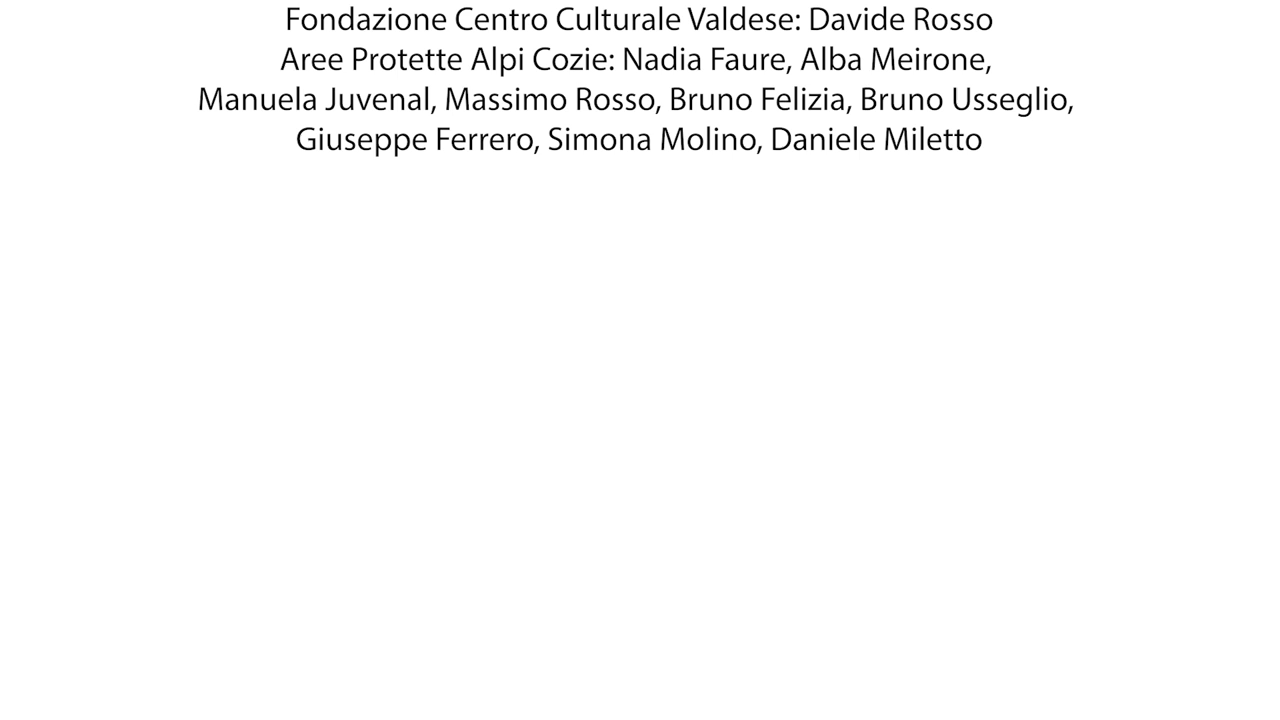 Fondazione Centro Culturale Valdese: Davide Rosso
Aree Protette Alpi Cozie: Nadia Faure, Alba Meirone,
Manuela Juvenal, Massimo Rosso, Bruno Felizia, Bruno Usseglio,
Giuseppe Ferrero, Simona Molino, Daniele Miletto